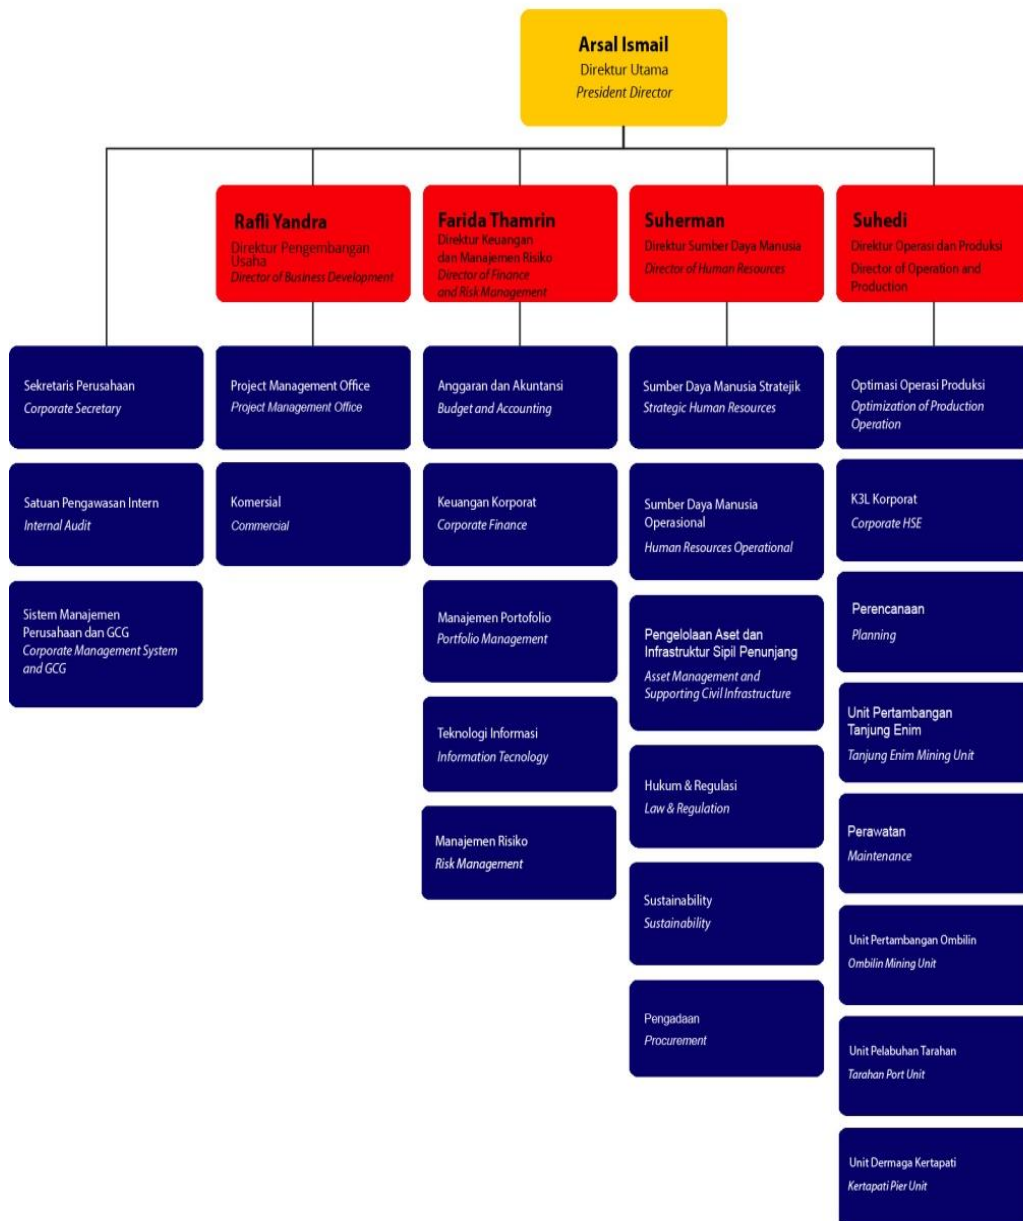 Arsal Ismail
Direktur Utama
President Director
Rafli Yandra
Direktur Pengembangan
Usaha
Director of Business Development
Farida Thamrin
Direktur Keuangan
dan Manajemen Risiko
Director of Finance
and Risk Management
Suherman
Direktur Sumber Daya Manusia
Director of Human Resources
Suhedi
Direktur Operasi dan Produksi
Director of Operation and
Production
Sekretaris Perusahaan
Corporate Secretary
Satuan Pengawasan Intern
Internal Audit
Sistem Manajemen
Perusahaan dan GCG
Corporate Management System
and GCG
Project Management Office
Project Management Office
Komersial
Commercial
Anggaran dan Akuntansi
Budget and Accounting
Keuangan Korporat
Corporate Finance
Manajemen Portofolio
Portfolio Management
Teknologi Informasi
Information Tecnology
Manajemen Risiko
Risk Management
Sumber Daya Manusia Stratejik
Strategic Human Resources
Sumber Daya Manusia
Operasional
Human Resources Operational
Pengelolaan Aset dan
Infrastruktur Sipil Penunjang
Asset Management and
Supporting Civil Infrastructure
Hukum & Regulasi
Law & Regulation
Sustainability
Sustainability
Pengadaan
Procurement
Optimasi Operasi Produksi
Optimization of Production
Operation
K3L Korporat
Corporate HSE
Perencanaan
Planning
Unit Pertambangan
Tanjung Enim
Tanjung Enim Mining Unit
Perawatan
Maintenance
Unit Pertambangan Ombilin
Ombilin Mining Unit
Unit Pelabuhan Tarahan
Tarahan Port Unit
Unit Dermaga Kertapati
Kertapati Pier Unit